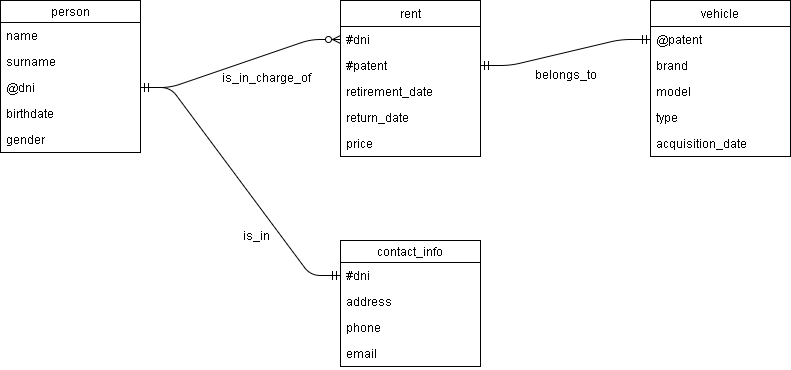 person
name
surname
@dni
birthdate
gender
is_in_charge_of
rent
#dni
#patent
retirement_date
return_date
price
belongs_to
vehicle
@patent
brand
model
type
acquisition_date
is_in
contact_info
#dni
address
phone
email